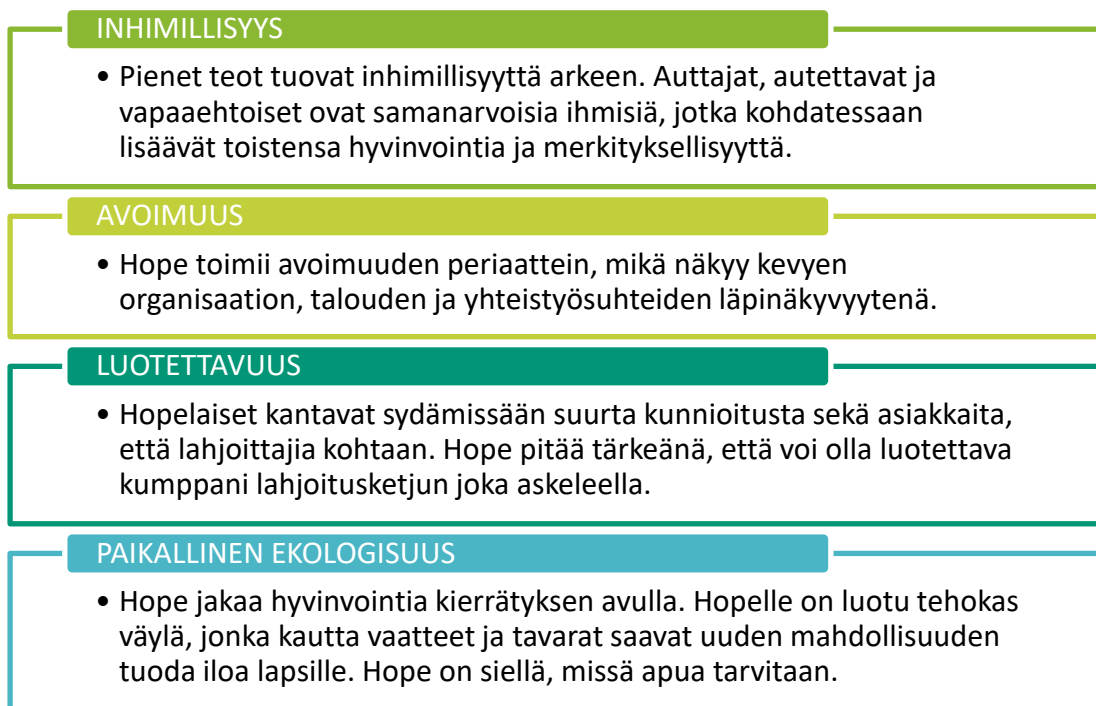 INHIMILLISYYS
• Pienet teot tuovat inhimillisyyttä arkeen. Auttajat, autettavat ja
vapaaehtoiset ovat samanarvoisia ihmisiä, jotka kohdatessaan
lisäävät toistensa hyvinvointia ja merkityksellisyyttä.
AVOIMUUS
• Hope toimii avoimuuden periaattein, mikä näkyy kevyen
organisaation, talouden ja yhteistyösuhteiden läpinäkyvyytenä.
LUOTETTAVUUS
• Hopelaiset kantavat sydämissään suurta kunnioitusta sekä asiakkaita,
että lahjoittajia kohtaan. Hope pitää tärkeänä, että voi olla luotettava
kumppani lahjoitusketjun joka askeleella.
PAIKALLINEN EKOLOGISUUS
• Hope jakaa hyvinvointia kierrätyksen avulla. Hopelle on luotu tehokas
väylä, jonka kautta vaatteet ja tavarat saavat uuden mahdollisuuden
tuoda iloa lapsille. Hope on siellä, missä apua tarvitaan.